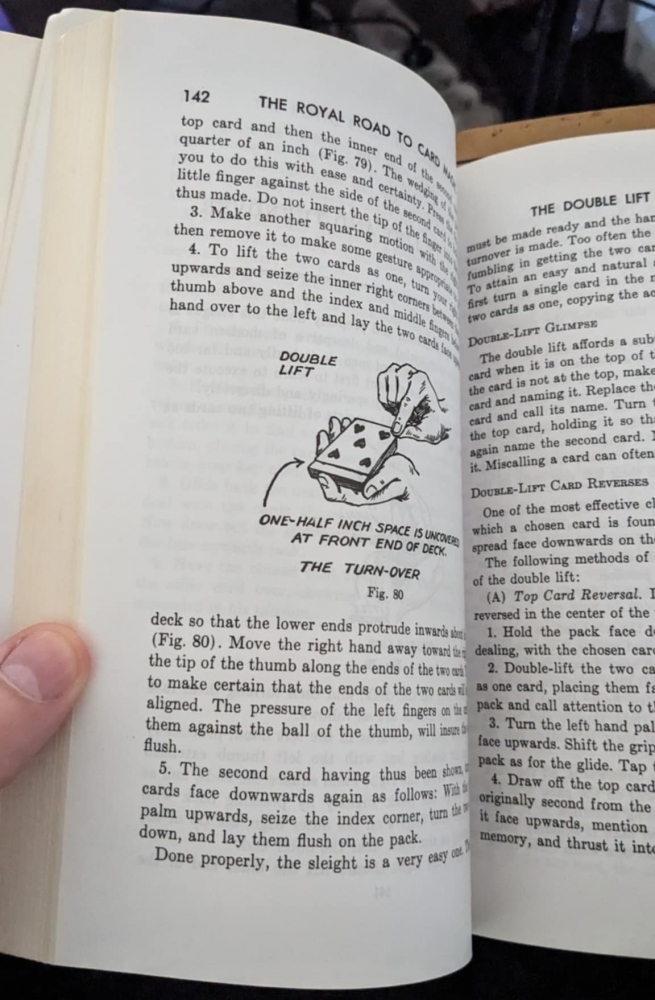 142
THE ROYAL ROAD TO CARD
top card and then the inner end of the second
quarter of an inch (Fig. 79). The wedging of the
you to do this with ease and certainty. Press the
little finger against the side of the second card
thus made. Do not insert the tip of the finger
3. Make another squaring motion with the
then remove it to make some gesture appropriate
4. To lift the two cards as one, turn your
upwards and seize the inner right corners between
thumb above and the index and middle fingers
hand over to the left and lay the two cards face
DOUBLE
LIFT
ONE-HALF INCH SPACE IS UNCOVERED
AT FRONT END OF DECK.
THE TURN-OVER
Fig. 80
deck so that the lower ends protrude inwards
(Fig. 80). Move the right hand away toward the
the tip of the thumb along the ends of the two
to make certain that the ends of the two cards
aligned. The pressure of the left fingers on the
them against the ball of the thumb, will insure
flush.
5. The second card having thus been shown,
cards face downwards again as follows: With
palm upwards, seize the index corner, turn the
down, and lay them flush on the pack.
Done properly, the sleight is a very easy one.
THE DOUBLE LIFT
must be made ready and the
turnover is made. Too often the
fumbling in getting the two
To attain an easy and natural
first turn a single card in the
two cards as one, copying the
DOUBLE-LIFT GLIMPSE
The double lift affords a
card when it is on the top of
the card is not at the top, make
card and naming it. Replace the
card and call its name. Turn
the top card, holding it so
again name the second card.
it. Miscalling a card can often
DOUBLE-LIFT CARD REVERSES
One of the most effective
which a chosen card is
spread face downwards on
The following methods of
of the double lift:
(A) Top Card Reversal.
reversed in the center of the
1. Hold the pack face
dealing, with the chosen
2. Double-lift the two
as one card, placing them
pack and call attention to
3. Turn the left hand
face upwards. Shift the
pack as for the glide. Tap
4. Draw off the top card
originally second from the
it face upwards, mention
memory, and thrust it